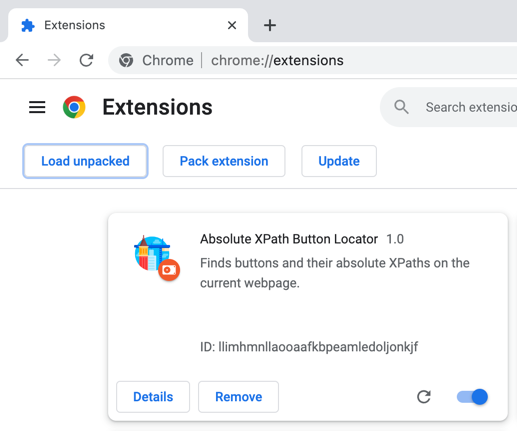 Extensions
Chrome
chrome://extensions
Extensions
Search extensio
Load unpacked
Pack extension
Update
Absolute XPath Button Locator 1.0
Finds buttons and their absolute XPaths on the
current webpage.
ID: llimhmnllaooaafkbpeamledoljonkjf
Details
Remove